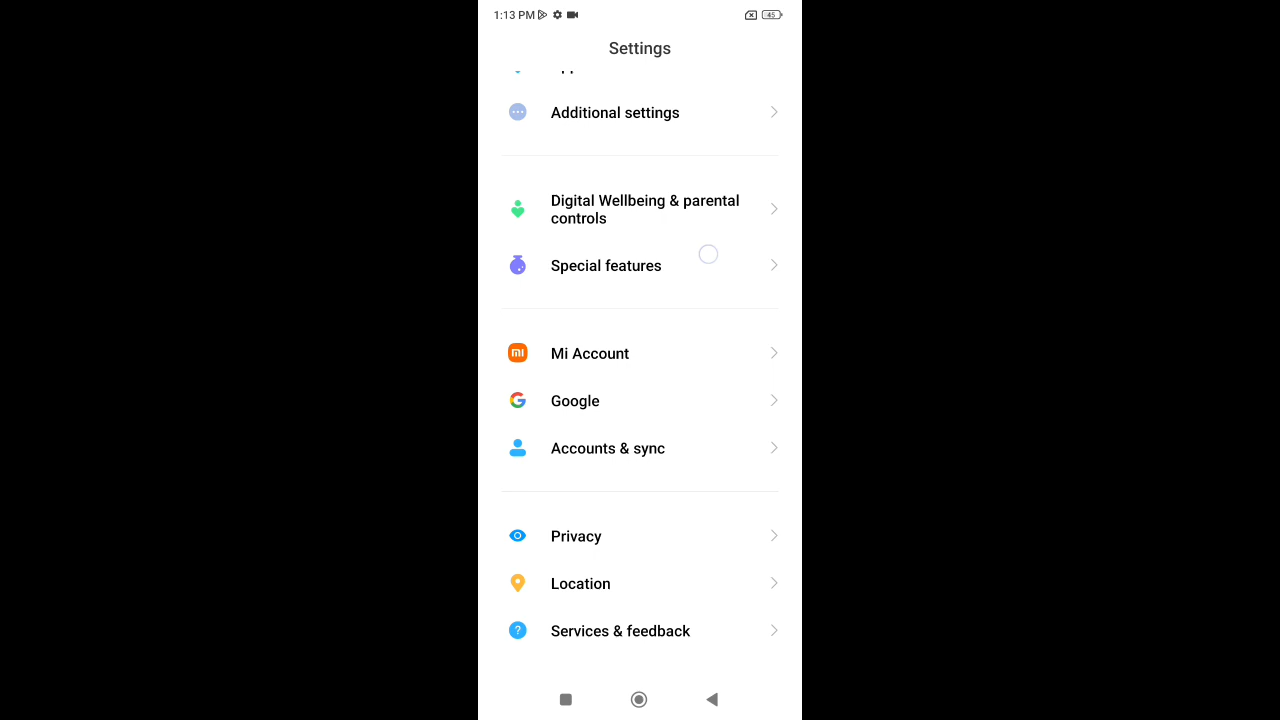 1:13 PM
45
Settings
Additional settings
Digital Wellbeing & parental
controls
Special features
Mi Account
Google
Accounts & sync
Privacy
Location
Services & feedback